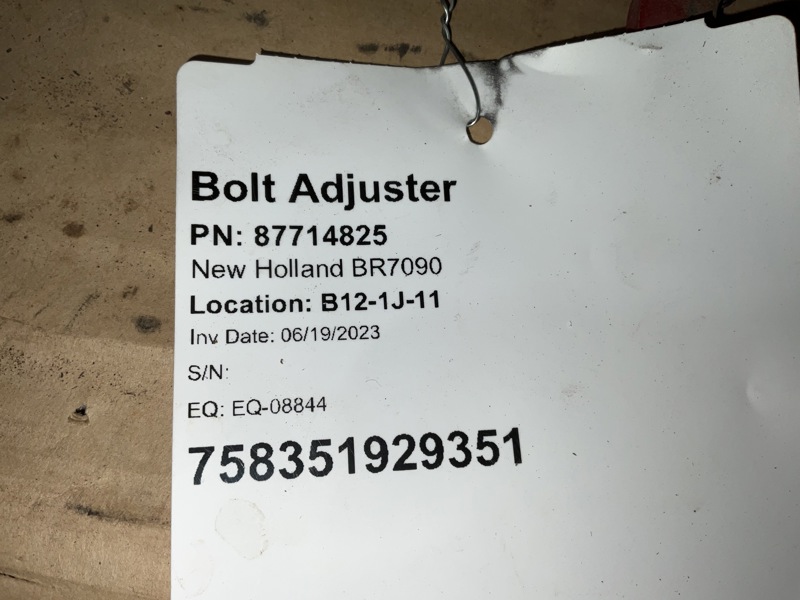 Bolt Adjuster
PN: 87714825
New Holland BR7090
Location: B12-1J-11
Inv Date: 06/19/2023
S/N:
EQ: EQ-08844
758351929351